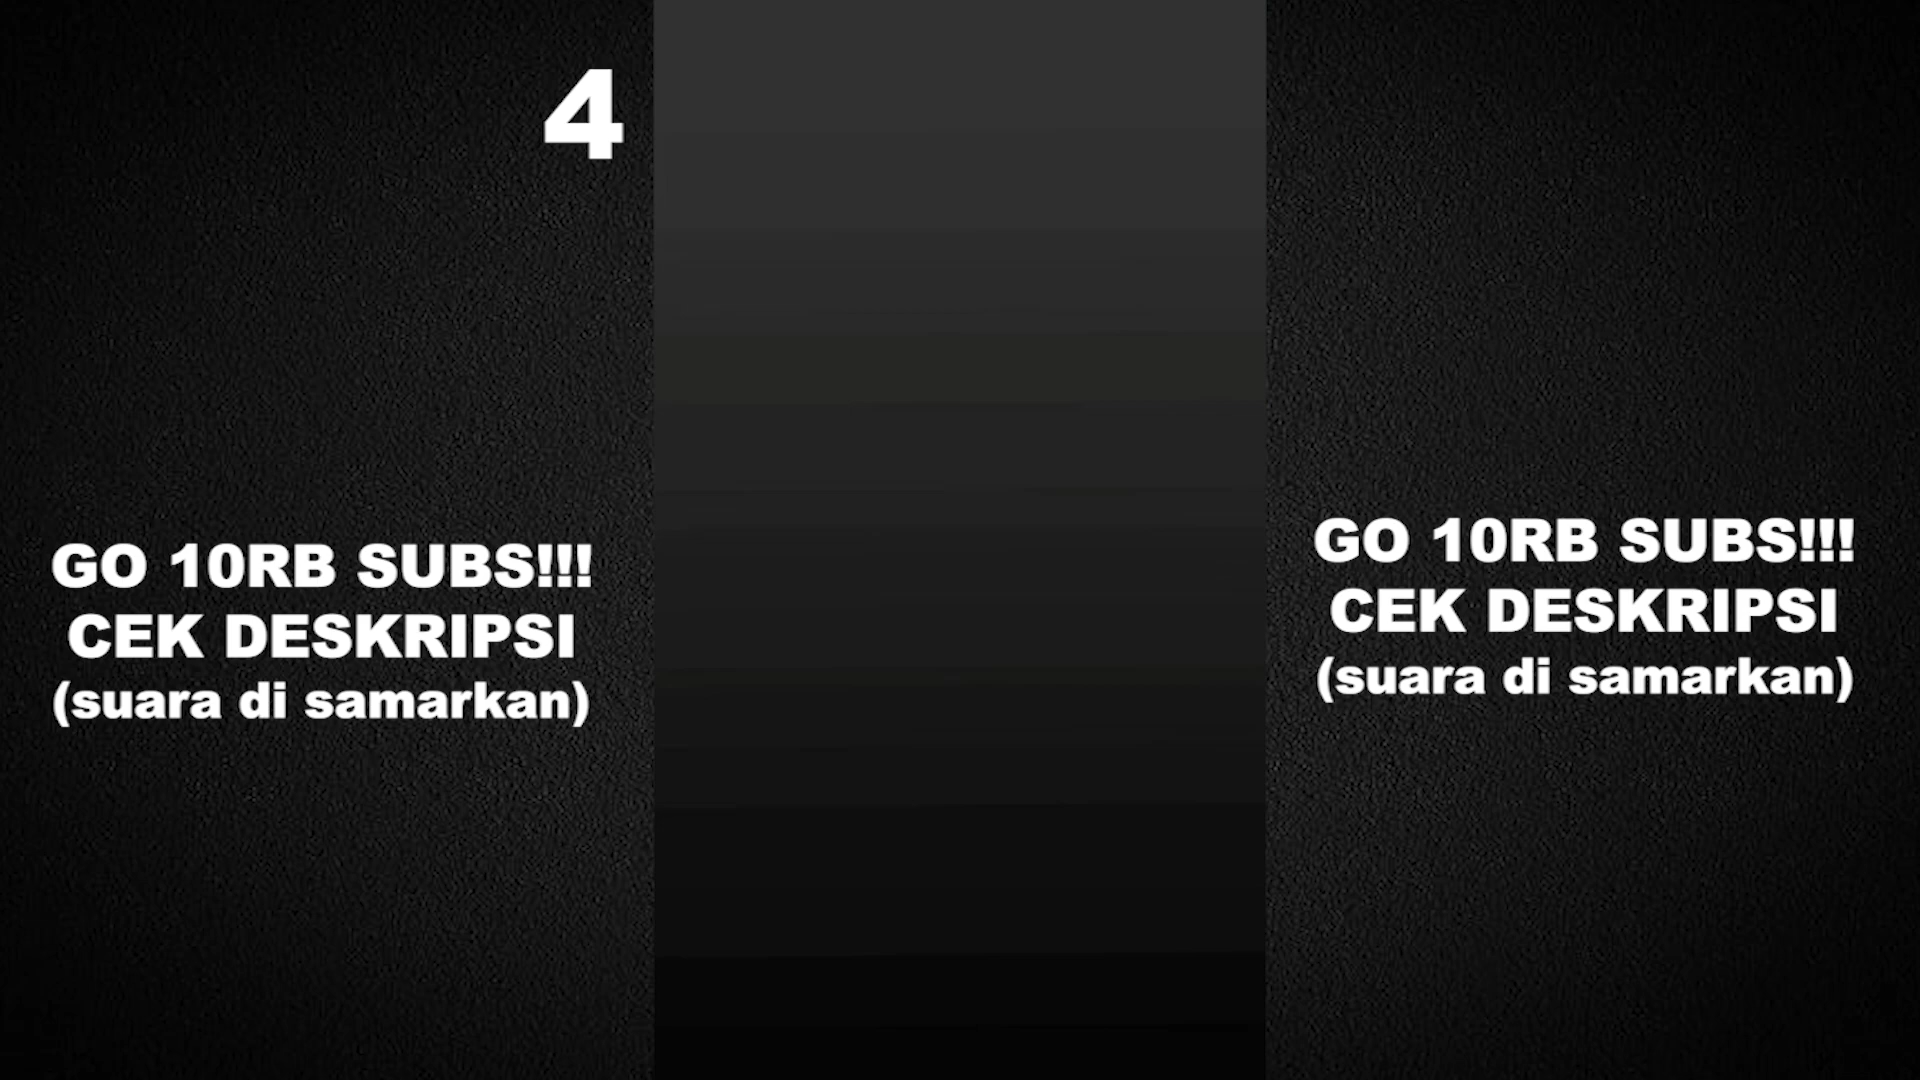 4
GO 10RB SUBS!!!
CEK DESKRIPSI
(suara di samarkan)
GO 10RB SUBS!!!
CEK DESKRIPSI
(suara di samarkan)